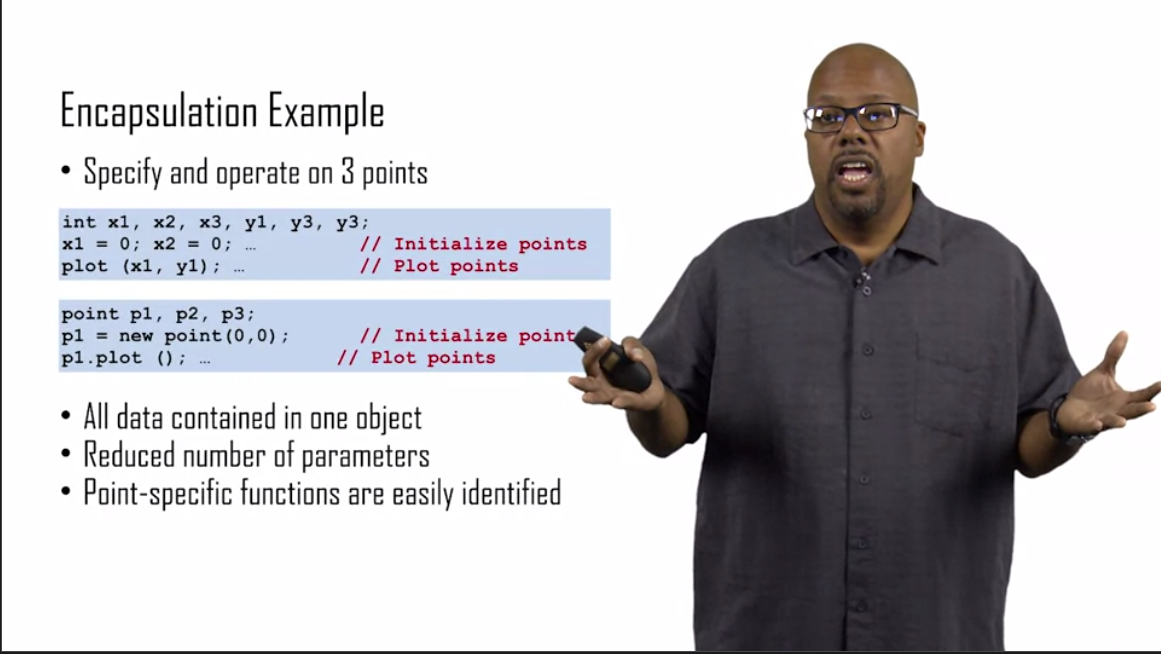 Encapsulation Example
• Specify and operate on 3 points
int x1, x2, x3, y1, y3, y3;
x1 = 0; x2 = 0; … // Initialize points
plot (x1, y1); … // Plot points
point p1, p2, p3;
p1 = new point(0,0); // Initialize point
p1.plot (); … // Plot points
• All data contained in one object
• Reduced number of parameters
• Point-specific functions are easily identified